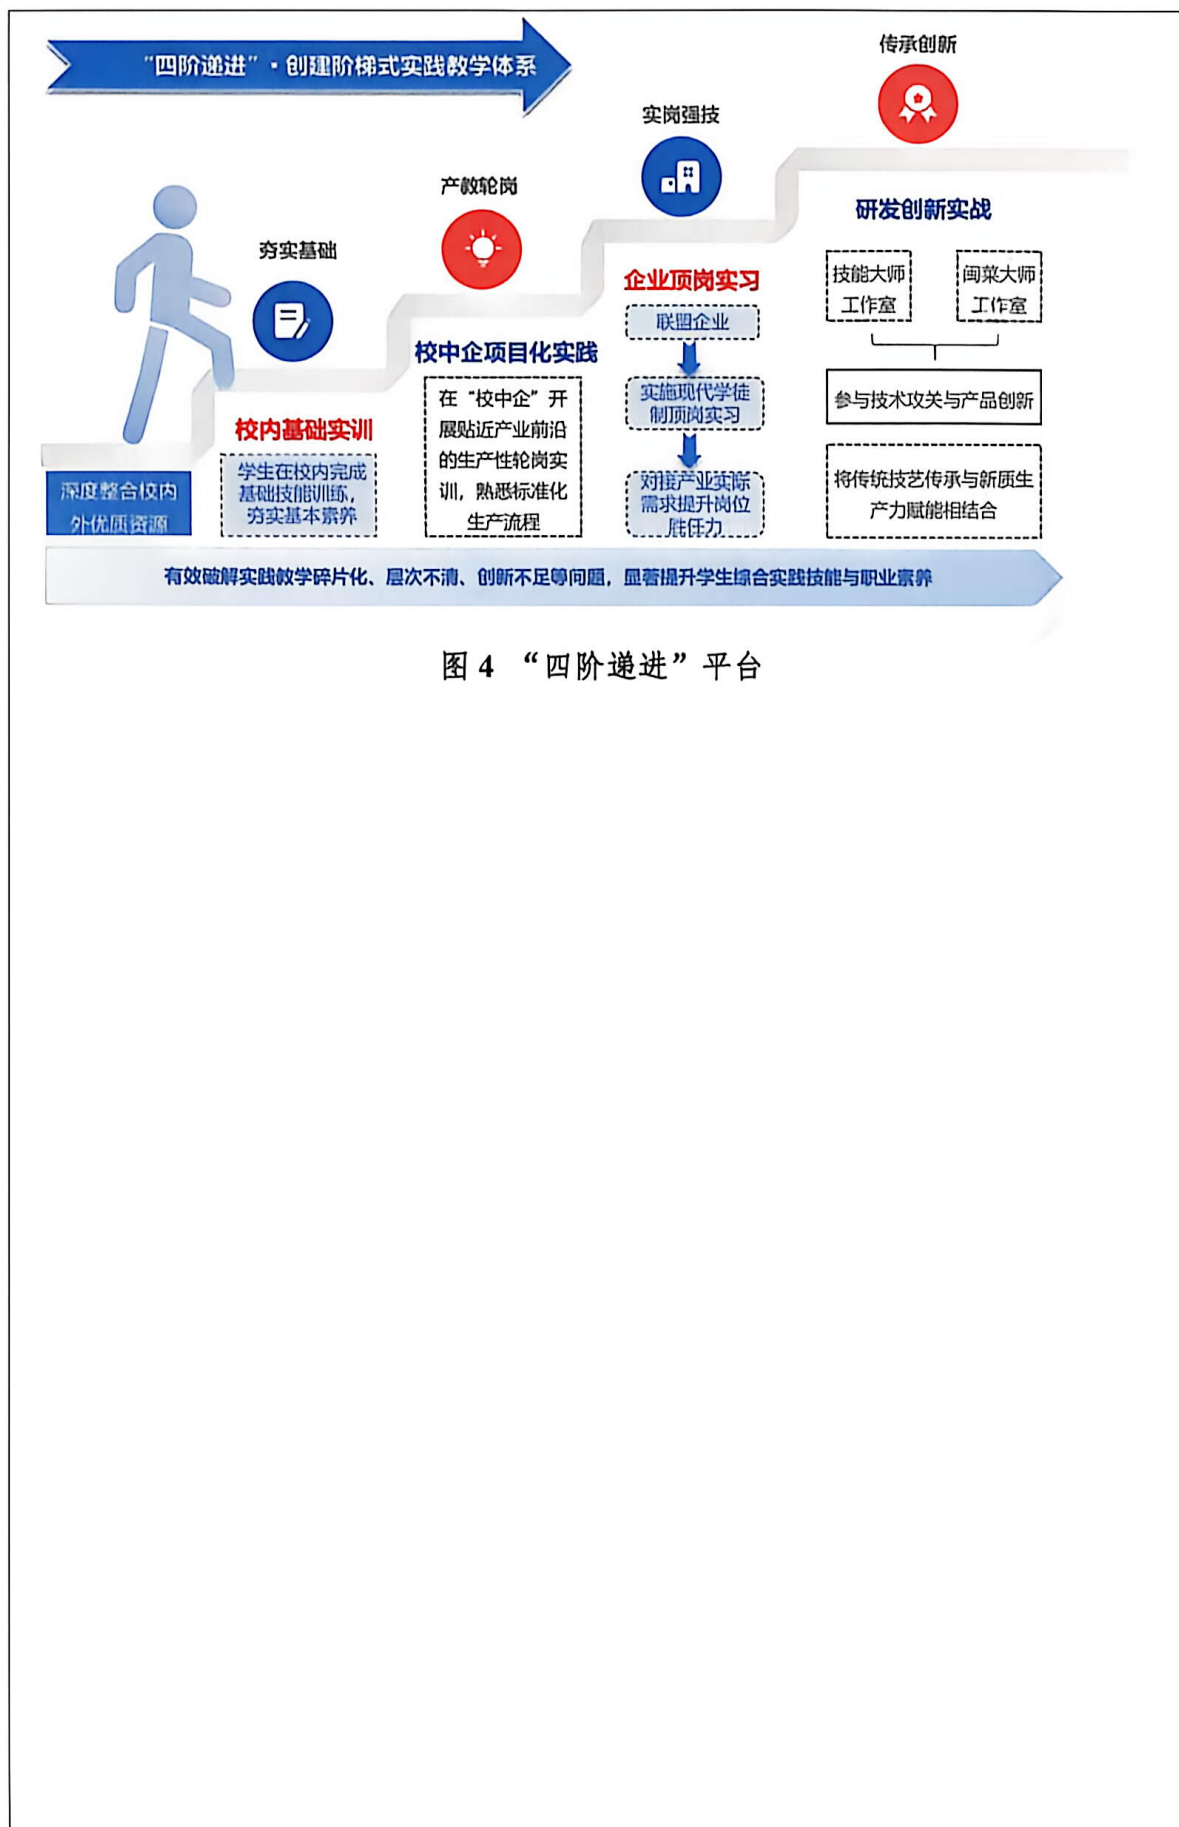 “四阶递进”·创建阶梯式实践教学体系
传承创新
实岗强技
产教轮岗
夯实基础
研发创新实战
技能大师
工作室
闽菜大师
工作室
参与技术攻关与产品创新
将传统技艺传承与新质生
产力赋能相结合
企业顶岗实习
联盟企业
实施现代学徒
制顶岗实习
对接产业实际
需求提升岗位
胜任力
校中企项目化实践
在“校中企”开
展贴近产业前沿
的生产性轮岗实
训，熟悉标准化
生产流程
校内基础实训
学生在校内完成
基础技能训练，
夯实基本素养
深度整合校内
外优质资源
有效破解实践教学碎片化、层次不清、创新不足等问题，显著提升学生综合实践技能与职业素养
图 4 “四阶递进”平台